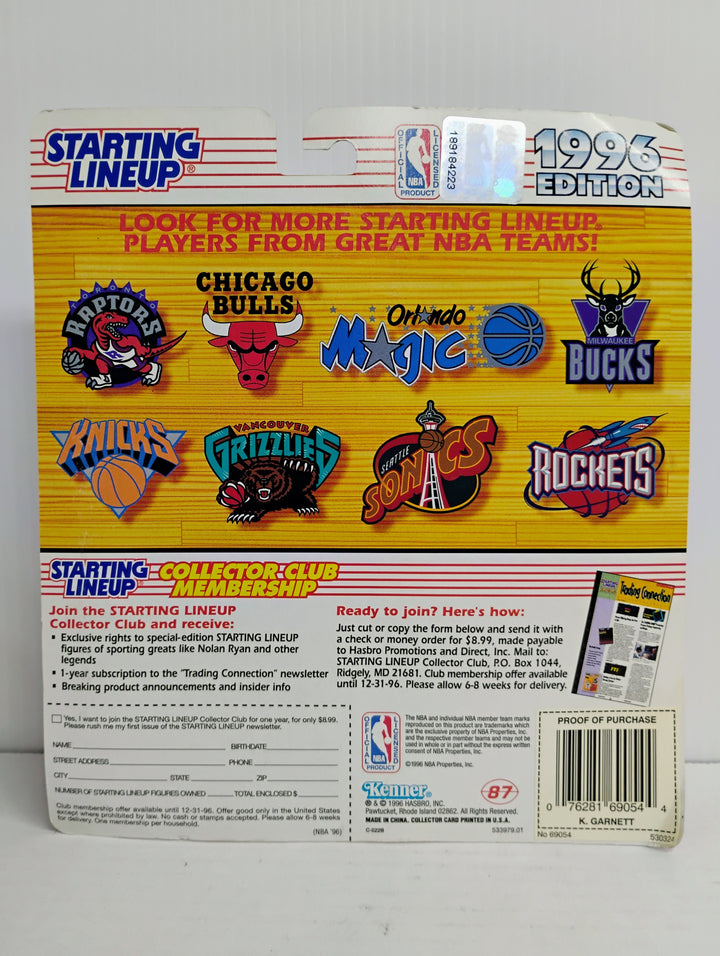 STARTING
LINEUP®
OFFICIAL LICENSED
NBA
PRODUCT
189184223
1996
EDITION
LOOK FOR MORE STARTING LINEUP®
PLAYERS FROM GREAT NBA TEAMS!
TORONTO
RAPTORS
CHICAGO
BULLS
Orlando
Magic
MILWAUKEE
BUCKS
KNICKS
VANCOUVER
GRIZZLIES
SEATTLE
SONICS
ROCKETS
STARTING
LINEUP®
COLLECTOR CLUB
MEMBERSHIP
Join the STARTING LINEUP
Collector Club and receive:
• Exclusive rights to special-edition STARTING LINEUP
figures of sporting greats like Nolan Ryan and other
legends
• 1-year subscription to the "Trading Connection" newsletter
• Breaking product announcements and insider info
Ready to join? Here's how:
Just cut or copy the form below and send it with
a check or money order for $8.99, made payable
to Hasbro Promotions and Direct, Inc. Mail to:
STARTING LINEUP Collector Club, P.O. Box 1044,
Ridgely, MD 21681. Club membership offer available
until 12-31-96. Please allow 6-8 weeks for delivery.
Trading Connection
Yes, I want to join the STARTING LINEUP Collector Club for one year, for only $8.99.
Please rush me my first issue of the STARTING LINEUP newsletter.
NAME BIRTHDATE
STREET ADDRESS PHONE
CITY STATE ZIP
NUMBER OF STARTING LINEUP FIGURES OWNED TOTAL ENCLOSED $
Club membership offer available until 12-31-96. Offer good only in the United States
except where prohibited by law. No cash or stamps accepted. Please allow 6-8 weeks
for delivery. One membership per household.
(NBA '96)
OFFICIAL LICENSED
NBA
PRODUCT
The NBA and individual NBA member team marks
reproduced on this product are trademarks which
are the exclusive property of NBA Properties, Inc.
and the respective member teams and may not be
used in whole or in part without the express written
consent of NBA Properties, Inc.
©1996 NBA Properties, Inc.
Kenner®
87
® & © 1996 HASBRO, INC.
Pawtucket, Rhode Island 02862. All Rights Reserved.
MADE IN CHINA. COLLECTOR CARD PRINTED IN U.S.A.
C-022B
533979.01
PROOF OF PURCHASE
0 76281 69054 4
K. GARNETT
No 69054
530324